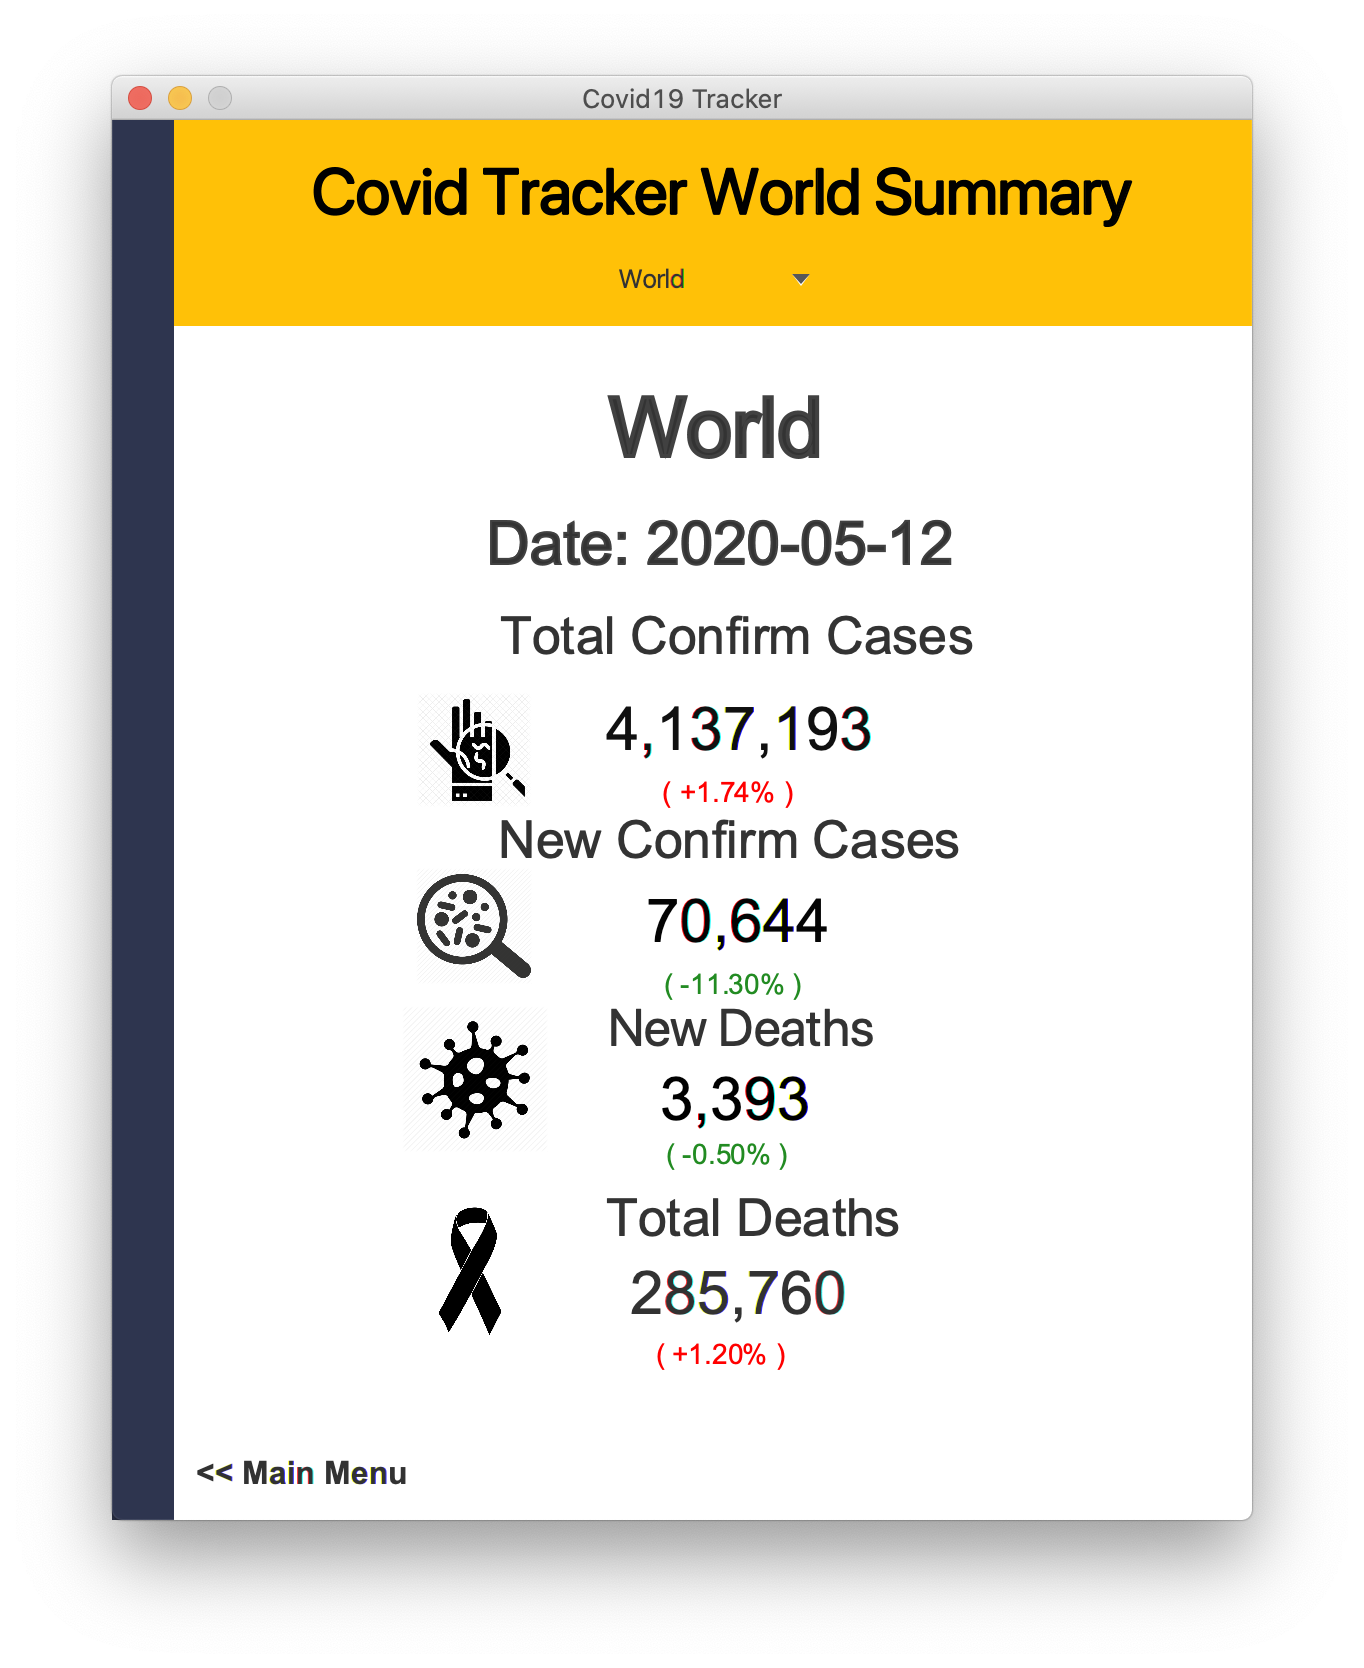 Covid19 Tracker
Covid Tracker World Summary
World
World
Date: 2020-05-12
Total Confirm Cases
4,137,193
( +1.74% )
New Confirm Cases
70,644
( -11.30% )
New Deaths
3,393
( -0.50% )
Total Deaths
285,760
( +1.20% )
<< Main Menu